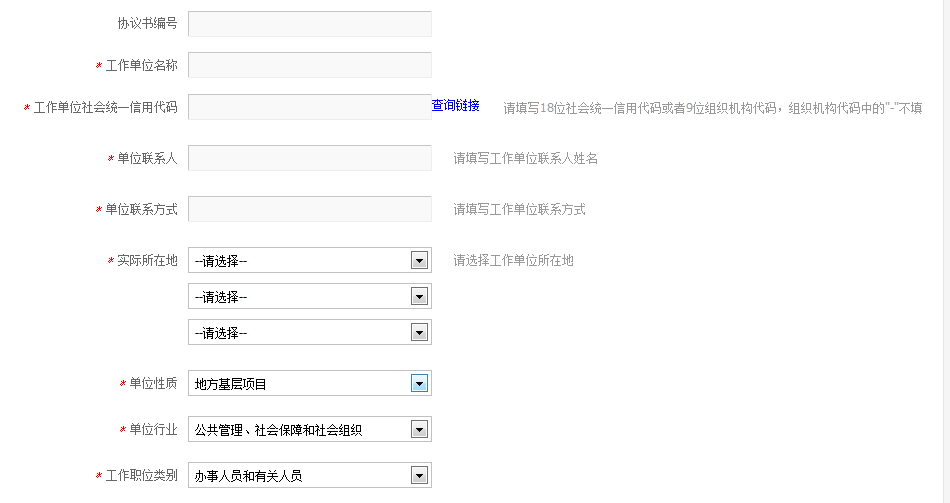 协议书编号
* 工作单位名称
* 工作单位社会统一信用代码 查询链接 请填写18位社会统一信用代码或者9位组织机构代码，组织机构代码中的"-"不填
* 单位联系人 请填写工作单位联系人姓名
* 单位联系方式 请填写工作单位联系方式
* 实际所在地 --请选择-- 请选择工作单位所在地
--请选择--
--请选择--
* 单位性质 地方基层项目
* 单位行业 公共管理、社会保障和社会组织
* 工作职位类别 办事人员和有关人员